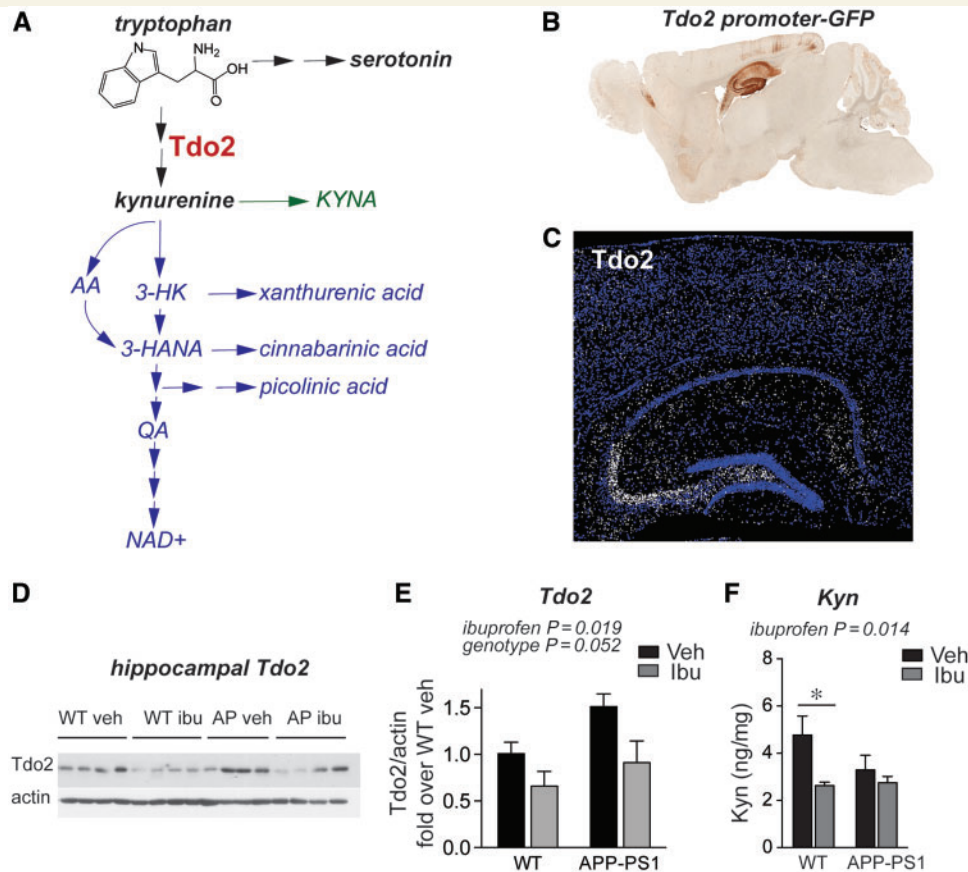 A
tryptophan
N
H
NH2
OH
O
serotonin
Tdo2
kynurenine
KYNA
AA
3-HK
xanthurenic acid
3-HANA
cinnabarinic acid
picolinic acid
QA
NAD+
B
Tdo2 promoter-GFP
C
Tdo2
D
hippocampal Tdo2
WT veh WT ibu AP veh AP ibu
Tdo2
actin
E
Tdo2
ibuprofen P = 0.019
genotype P = 0.052
Veh
Ibu
Tdo2/actin
fold over WT veh
1.5
1.0
0.5
0.0
WT APP-PS1
F
Kyn
ibuprofen P = 0.014
Veh
Ibu
Kyn (ng/mg)
8
6
4
2
0
*
WT APP-PS1